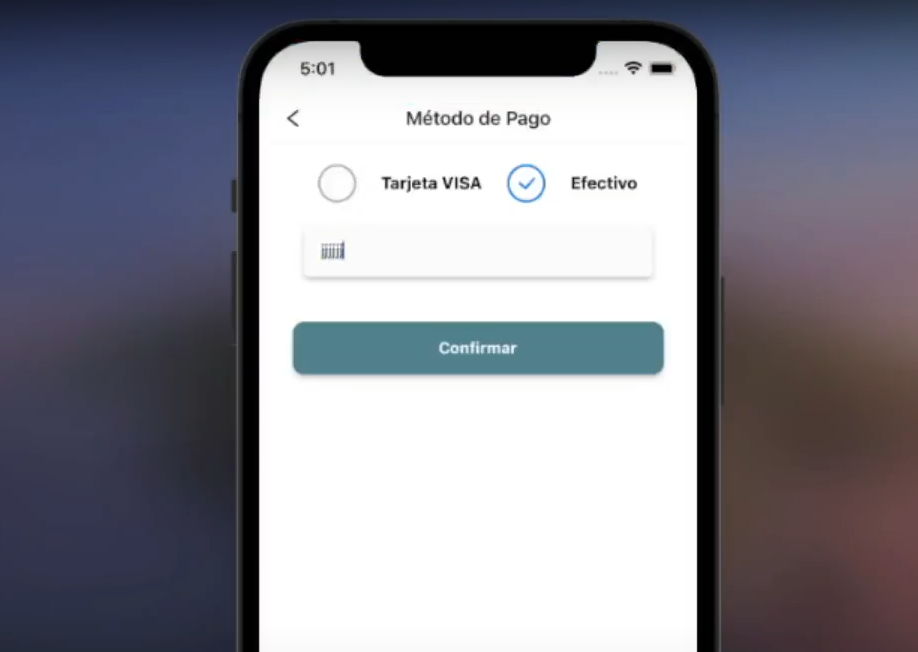 5:01
Método de Pago
Tarjeta VISA Efectivo
Confirmar